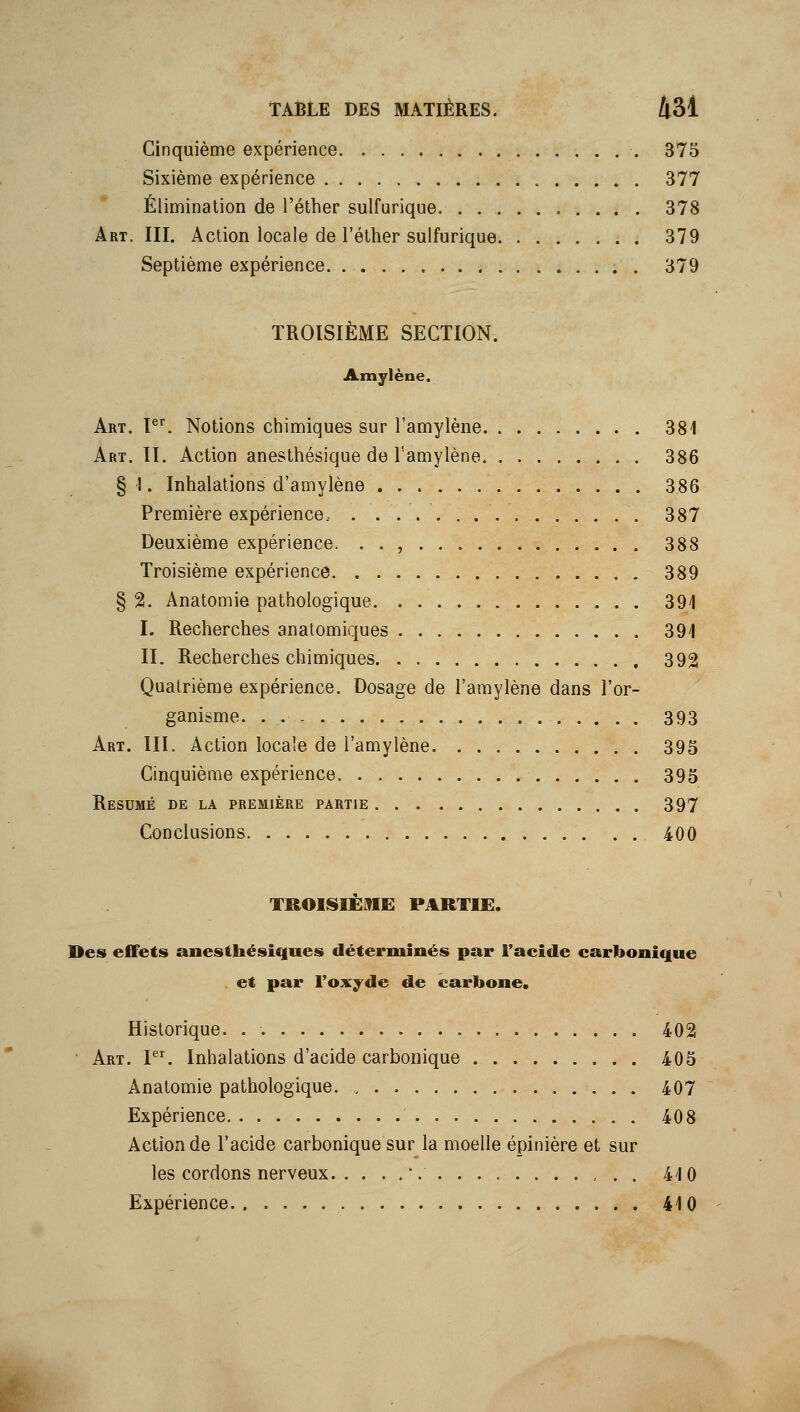 TABLE DES MATIÈRES. 431
Cinquième expérience. . . . . . . . . . . . . . . . . 375
Sixième expérience . . . . . . . . . . . . . . . . . . 377
Élimination de l'éther sulfurique. . . . . . . . . . . 378
ART. III. Action locale de l'éther sulfurique. . . . . . . . 379
Septième expérience. . . . . . . . . . . . . . . . . . 379
TROISIÈME SECTION.
Amylène.
ART. Ier. Notions chimiques sur l'amylène. . . . . . . . . 381
ART. II. Action anesthésique de l'amylène. . . . . . . . . 386
§ 1. Inhalations d'amylène . . . . . . . . . . . . . . . 386
Première expérience. . . . . . . . . . . . . . . . . 387
Deuxième expérience. . . , . . . . . . . . . . . . . 388
Troisième expérience. . . . . . . . . . . . . . . . . 389
§ 2. Anatomie pathologique. . . . . . . . . . . . . . . 391
I. Recherches anatomiques . . . . . . . . . . . . . . 391
II. Recherches chimiques. . . . . . . . . . . . . . . 392
Quatrième expérience. Dosage de l'amylène dans l'or-
ganisme. . . . . . . . . . . . . . . . . . . . . 393
ART. III. Action locale de l'amylène. . . . . . . . . . . 395
Cinquième expérience. . . . . . . . . . . . . . . . . 395
RESUMÉ DE LA PREMIÈRE PARTIE . . . . . . . . . . . . . . 397
Conclusions. . . . . . . . . . . . . . . . . . . . . 400
TROISIÈME PARTIE.
Des effets anesthésiques déterminés par l'acide carbonique
et par l'oxyde de carbone.
Historique. . . . . . . . . . . . . . . . . . . . . . 402
ART. Ier. Inhalations d'acide carbonique . . . . . . . . . 405
Anatomie pathologique. . . . . . . . . . . . . . . . 407
Expérience. . . . . . . . . . . . . . . . . . . . . . 408
Action de l'acide carbonique sur la moelle épinière et sur
les cordons nerveux. . . . . . . . . . . . . . . . . 410
Expérience. . . . . . . . . . . . . . . . . . . . . . 410